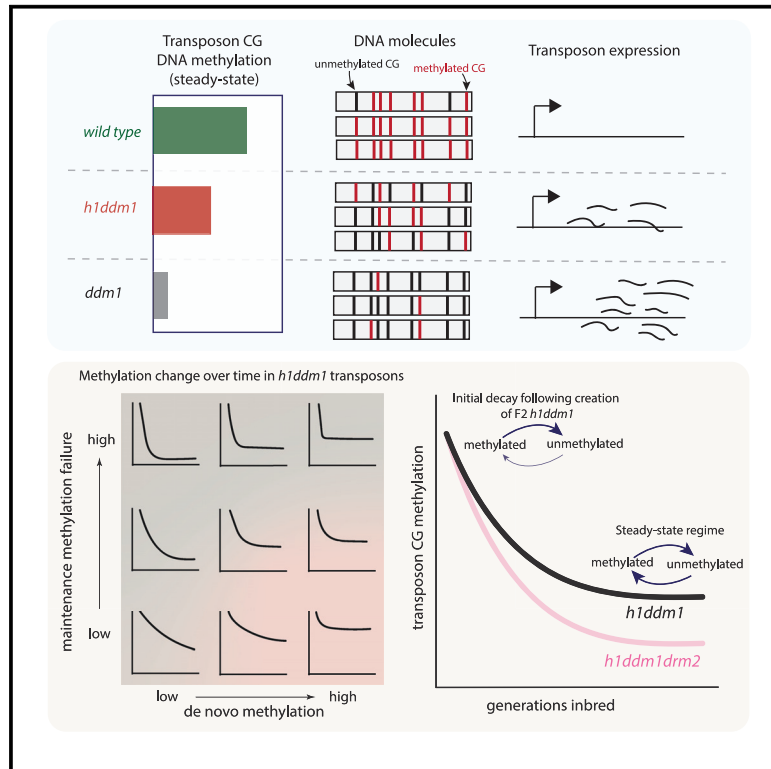 Transposon CG
DNA methylation
(steady-state)
DNA molecules
unmethylated CG
methylated CG
Transposon expression
wild type
h1ddm1
ddm1
Methylation change over time in h1ddm1 transposons
maintenance methylation failure
high
low
low
high
de novo methylation
Initial decay following creation
of F2 h1ddm1
methylated
unmethylated
Steady-state regime
methylated
unmethylated
h1ddm1
h1ddm1drm2
transposon CG methylation
generations inbred